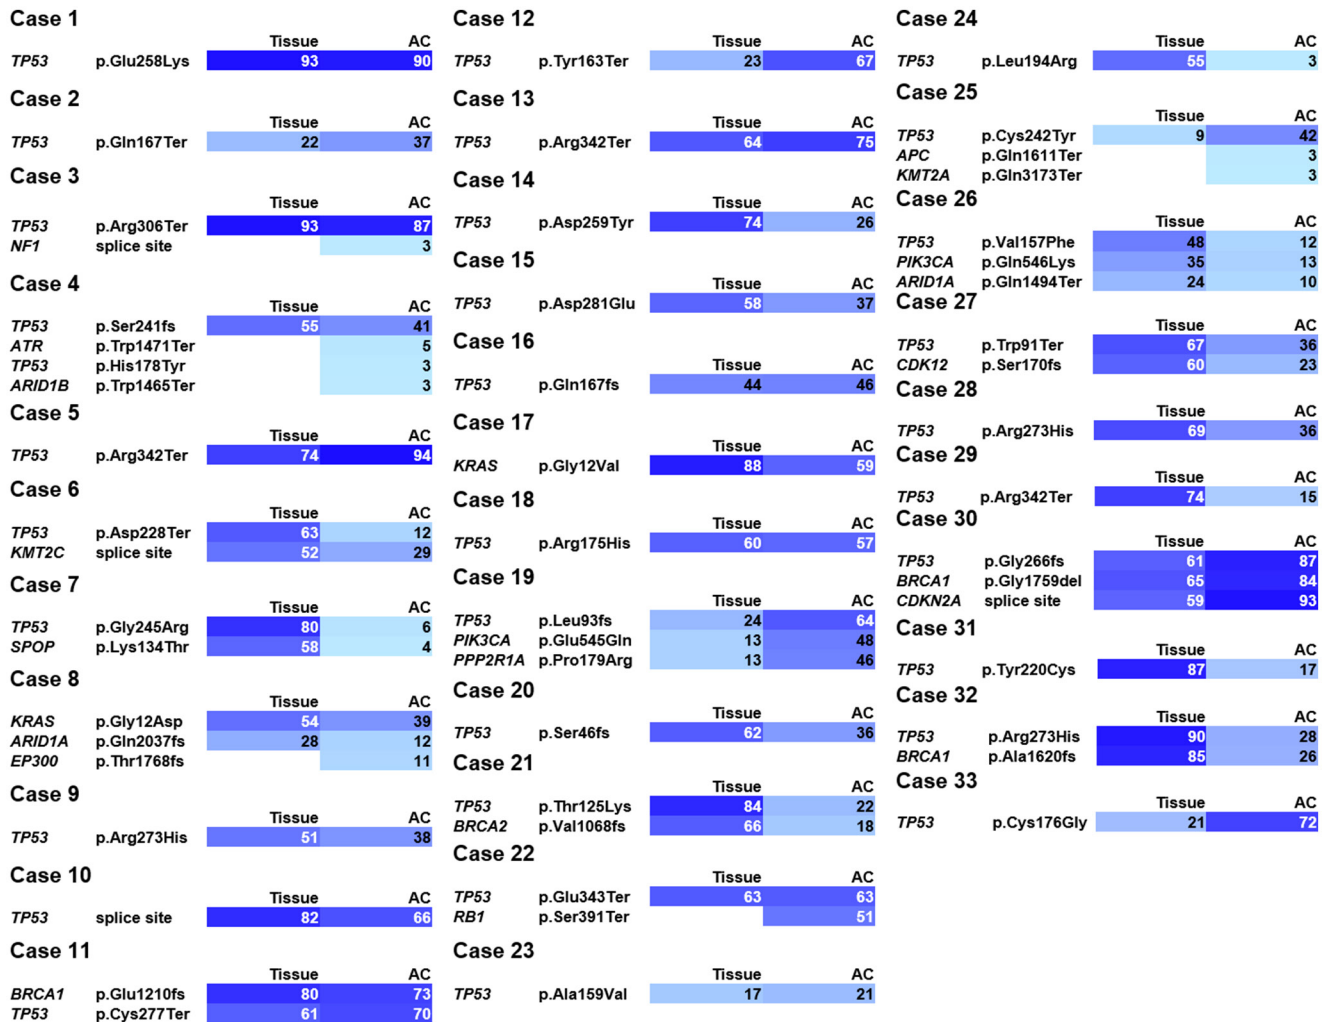 Case 1
Tissue AC
TP53 p.Glu258Lys 93 90
Case 2
Tissue AC
TP53 p.Gln167Ter 22 37
Case 3
Tissue AC
TP53 p.Arg306Ter 93 87
NF1 splice site 3
Case 4
Tissue AC
TP53 p.Ser241fs 55 41
ATR p.Trp1471Ter 5
TP53 p.His178Tyr 3
ARID1B p.Trp1465Ter 3
Case 5
Tissue AC
TP53 p.Arg342Ter 74 94
Case 6
Tissue AC
TP53 p.Asp228Ter 63 12
KMT2C splice site 52 29
Case 7
Tissue AC
TP53 p.Gly245Arg 80 6
SPOP p.Lys134Thr 58 4
Case 8
Tissue AC
KRAS p.Gly12Asp 54 39
ARID1A p.Gln2037fs 28 12
EP300 p.Thr1768fs 11
Case 9
Tissue AC
TP53 p.Arg273His 51 38
Case 10
Tissue AC
TP53 splice site 82 66
Case 11
Tissue AC
BRCA1 p.Glu1210fs 80 73
TP53 p.Cys277Ter 61 70
Case 12
Tissue AC
TP53 p.Tyr163Ter 23 67
Case 13
Tissue AC
TP53 p.Arg342Ter 64 75
Case 14
Tissue AC
TP53 p.Asp259Tyr 74 26
Case 15
Tissue AC
TP53 p.Asp281Glu 58 37
Case 16
Tissue AC
TP53 p.Gln167fs 44 46
Case 17
Tissue AC
KRAS p.Gly12Val 88 59
Case 18
Tissue AC
TP53 p.Arg175His 60 57
Case 19
Tissue AC
TP53 p.Leu93fs 24 64
PIK3CA p.Glu545Gln 13 48
PPP2R1A p.Pro179Arg 13 46
Case 20
Tissue AC
TP53 p.Ser46fs 62 36
Case 21
Tissue AC
TP53 p.Thr125Lys 84 22
BRCA2 p.Val1068fs 66 18
Case 22
Tissue AC
TP53 p.Glu343Ter 63 63
RB1 p.Ser391Ter 51
Case 23
Tissue AC
TP53 p.Ala159Val 17 21
Case 24
Tissue AC
TP53 p.Leu194Arg 55 3
Case 25
Tissue AC
TP53 p.Cys242Tyr 9 42
APC p.Gln1611Ter 3
KMT2A p.Gln3173Ter 3
Case 26
Tissue AC
TP53 p.Val157Phe 48 12
PIK3CA p.Gln546Lys 35 13
ARID1A p.Gln1494Ter 24 10
Case 27
Tissue AC
TP53 p.Trp91Ter 67 36
CDK12 p.Ser170fs 60 23
Case 28
Tissue AC
TP53 p.Arg273His 69 36
Case 29
Tissue AC
TP53 p.Arg342Ter 74 15
Case 30
Tissue AC
TP53 p.Gly266fs 61 87
BRCA1 p.Gly1759del 65 84
CDKN2A splice site 59 93
Case 31
Tissue AC
TP53 p.Tyr220Cys 87 17
Case 32
Tissue AC
TP53 p.Arg273His 90 28
BRCA1 p.Ala1620fs 85 26
Case 33
Tissue AC
TP53 p.Cys176Gly 21 72